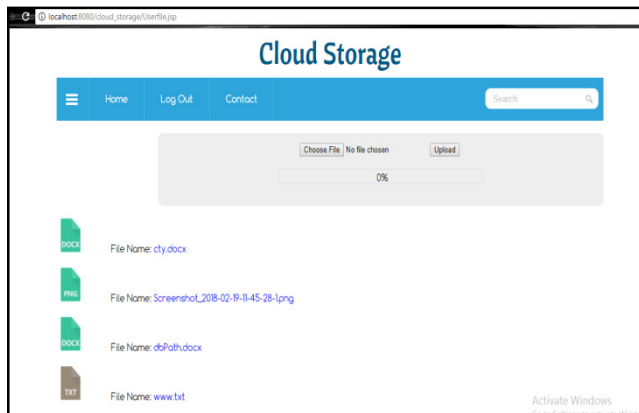 localhost:8080/cloud_storage/Userfile.jsp
Cloud Storage
Home Log Out Contact Search
Choose File No file chosen Upload
0%
DOCX
File Name: cty.docx
PNG
File Name: Screenshot_2018-02-19-11-45-28-1.png
DOCX
File Name: dbPath.docx
TXT
File Name: www.txt
Activate Windows